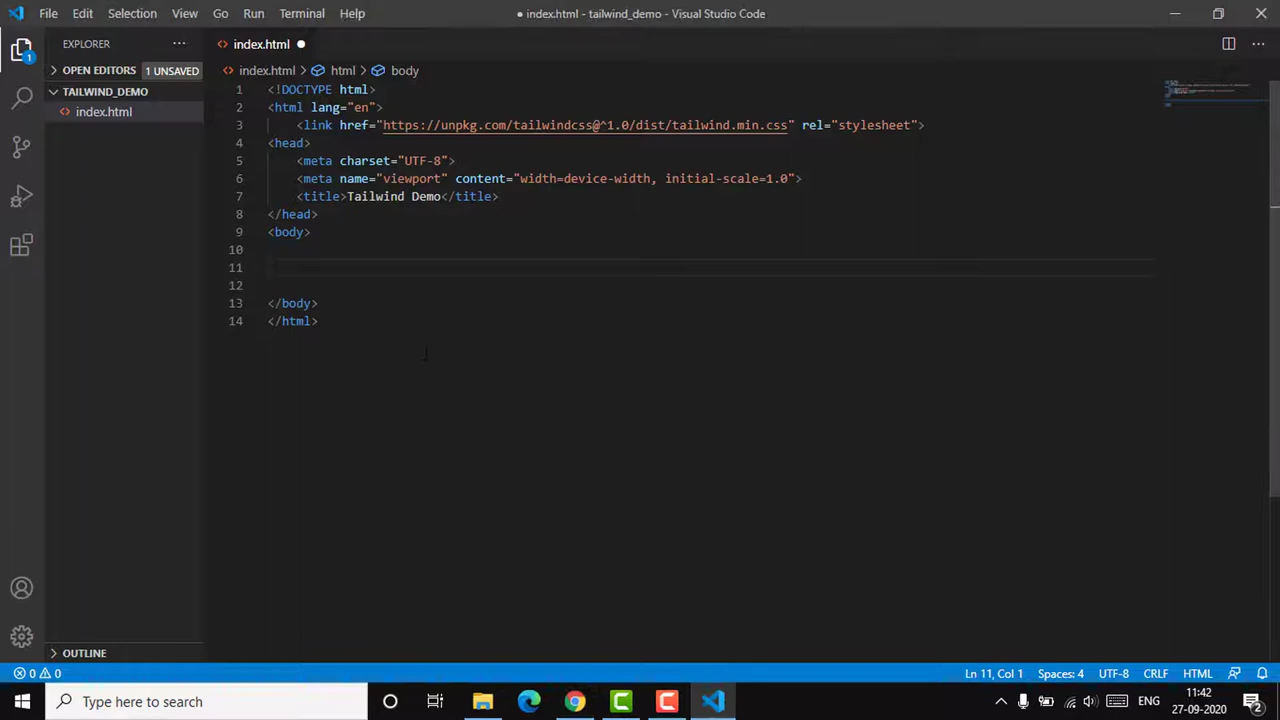 File Edit Selection View Go Run Terminal Help
● index.html - tailwind_demo - Visual Studio Code
EXPLORER
1
OPEN EDITORS 1 UNSAVED
TAILWIND_DEMO
<> index.html
<> index.html ●
<> index.html > html > body
1 <!DOCTYPE html>
2 <html lang="en">
3 <link href="https://unpkg.com/tailwindcss@^1.0/dist/tailwind.min.css" rel="stylesheet">
4 <head>
5 <meta charset="UTF-8">
6 <meta name="viewport" content="width=device-width, initial-scale=1.0">
7 <title>Tailwind Demo</title>
8 </head>
9 <body>
10
11
12
13 </body>
14 </html>
OUTLINE
0 0
Ln 11, Col 1 Spaces: 4 UTF-8 CRLF HTML
Type here to search
ENG
11:42
27-09-2020
2